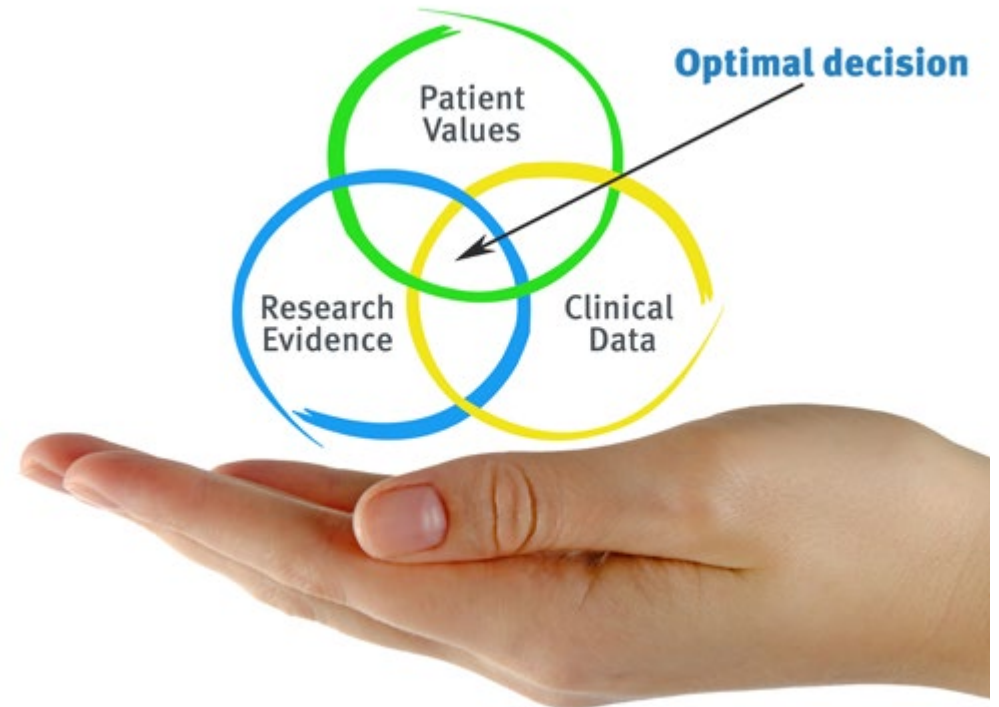 Optimal decision
Patient
Values
Research
Evidence
Clinical
Data